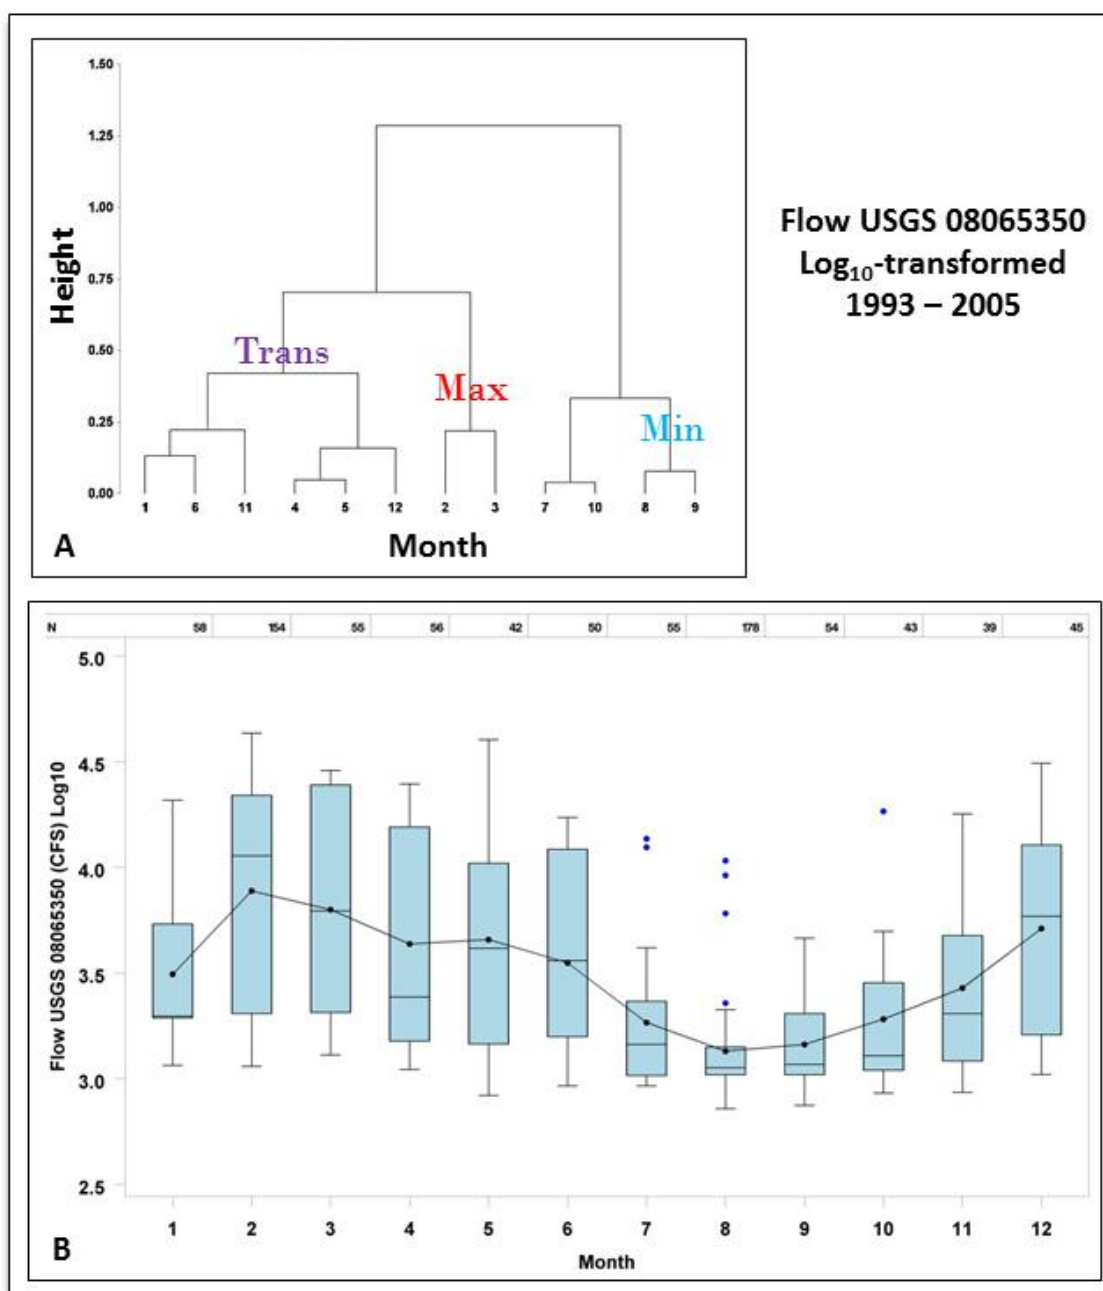 1.50
1.25
1.00
0.75
0.50
0.25
0.00
Height
Trans
Max
Min
1 6 11 4 5 12 2 3 7 10 8 9
A
Month
Flow USGS 08065350
Log₁₀-transformed
1993 – 2005
N 58 154 55 56 42 50 55 178 54 43 39 45
5.0
4.5
4.0
3.5
3.0
2.5
Flow USGS 08065350 (CFS) Log10
1 2 3 4 5 6 7 8 9 10 11 12
B
Month